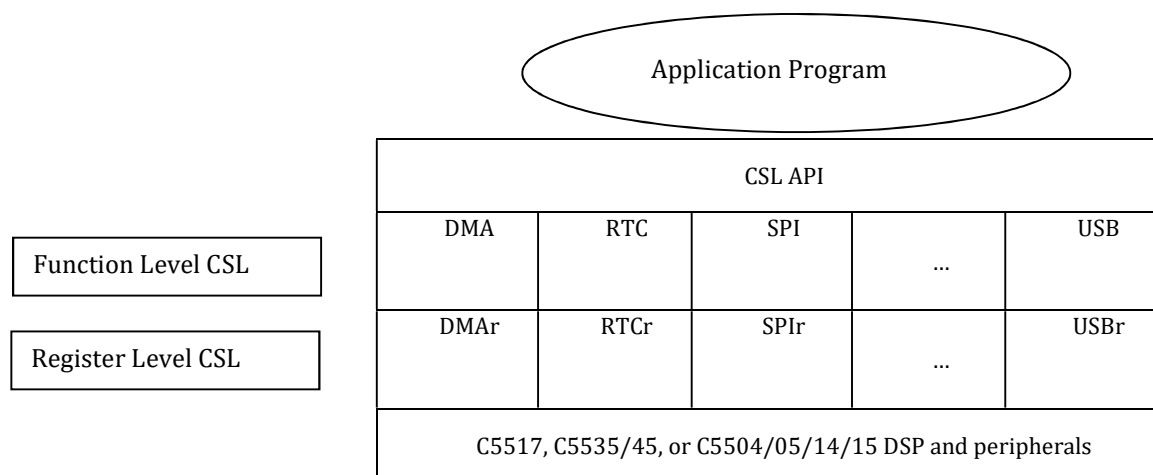 Application Program
CSL API
Function Level CSL
DMA RTC SPI ... USB
Register Level CSL
DMAr RTCr SPIr ... USBr
C5517, C5535/45, or C5504/05/14/15 DSP and peripherals